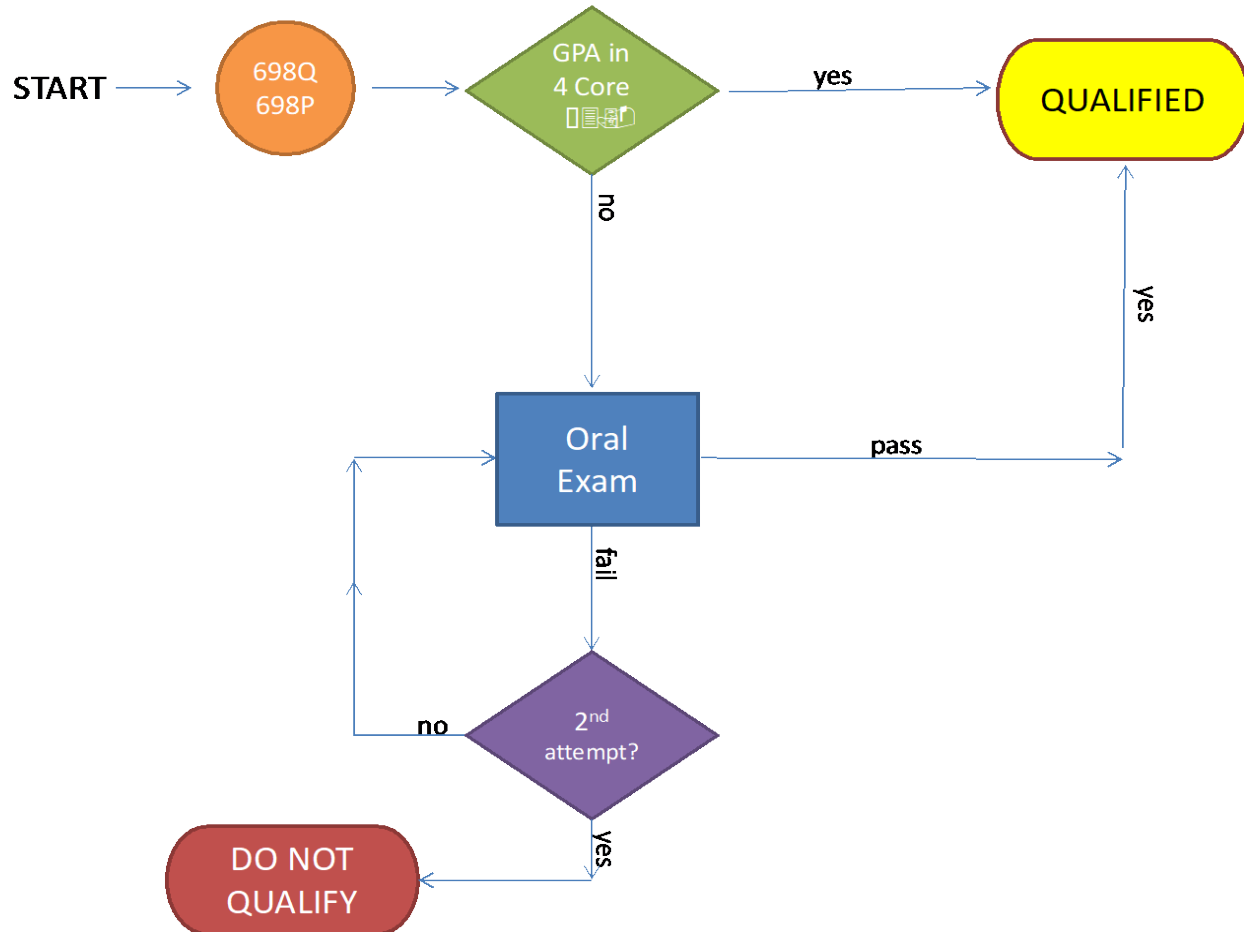 START
698Q
698P
GPA in
4 Core
yes
QUALIFIED
no
yes
Oral
Exam
pass
fail
2nd
attempt?
no
yes
DO NOT
QUALIFY